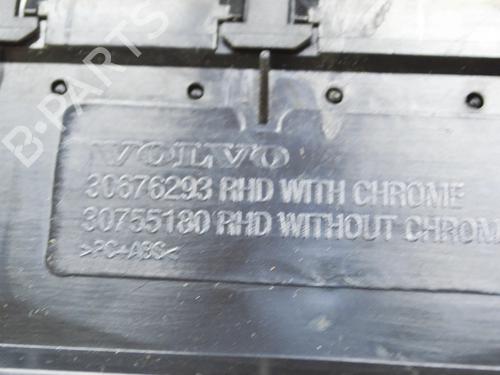 B-PARTS
VOLVO
30676293 RHD WITH CHROME
30755180 RHD WITHOUT CHROM
>PC+ABS<